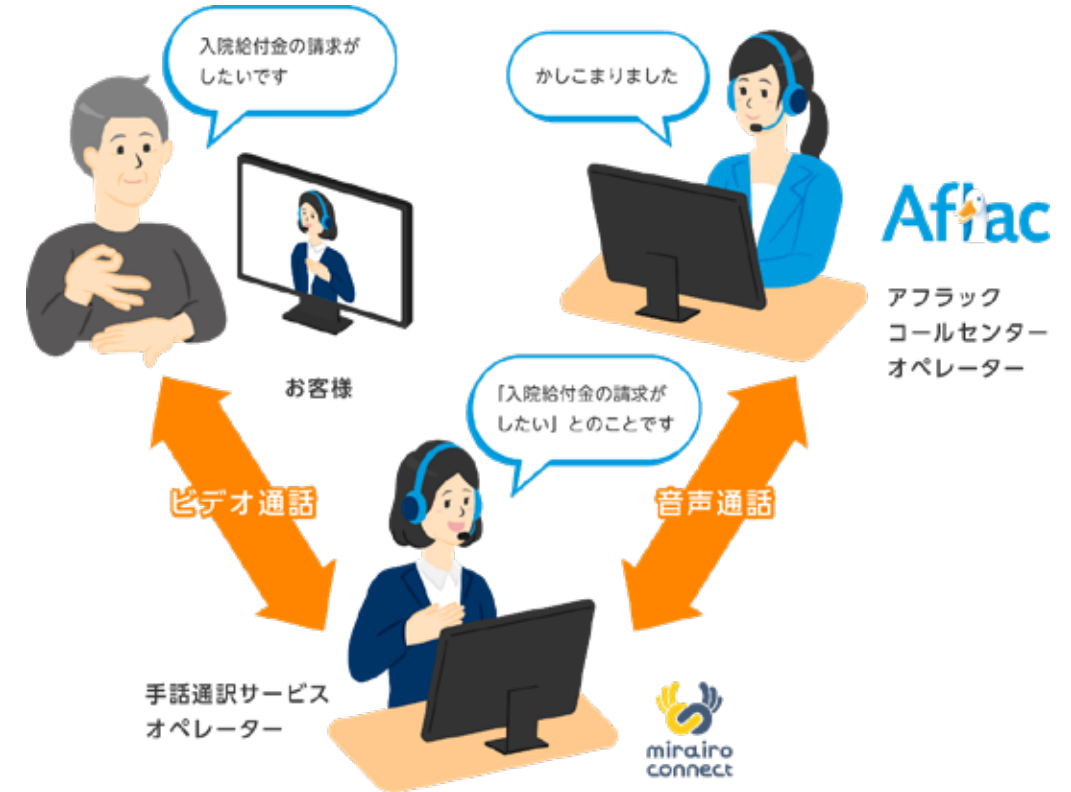 入院給付金の請求が
したいです
かしこまりました
Aflac
アフラック
コールセンター
オペレーター
お客様
「入院給付金の請求が
したい」とのことです
ビデオ通話
音声通話
手話通訳サービス
オペレーター
mirairo
connect